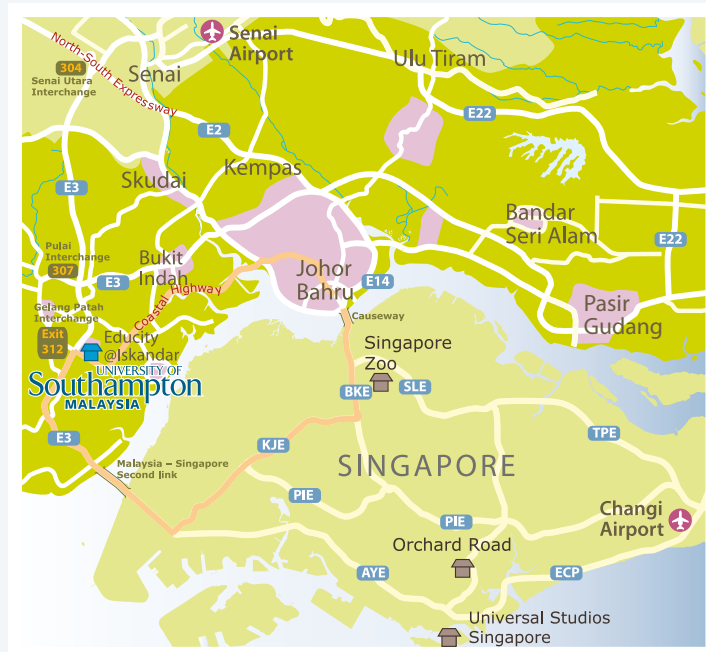 Senai
Airport
North-South Expressway
304
Senai Utara
Interchange
Senai
Ulu Tiram
E22
E2
Kempas
Skudai
E3
Bandar
Seri Alam
E22
Pulai
Interchange
307
Bukit
Indah
E3
Johor
Bahru
E14
Coastal Highway
Gelang Patah
Interchange
Exit
312
Educity
@Iskandar
UNIVERSITY OF
Southampton
MALAYSIA
Causeway
Pasir
Gudang
Singapore
Zoo
BKE
SLE
TPE
E3
KJE
Malaysia – Singapore
Second link
SINGAPORE
PIE
PIE
Changi
Airport
Orchard Road
AYE
ECP
Universal Studios
Singapore